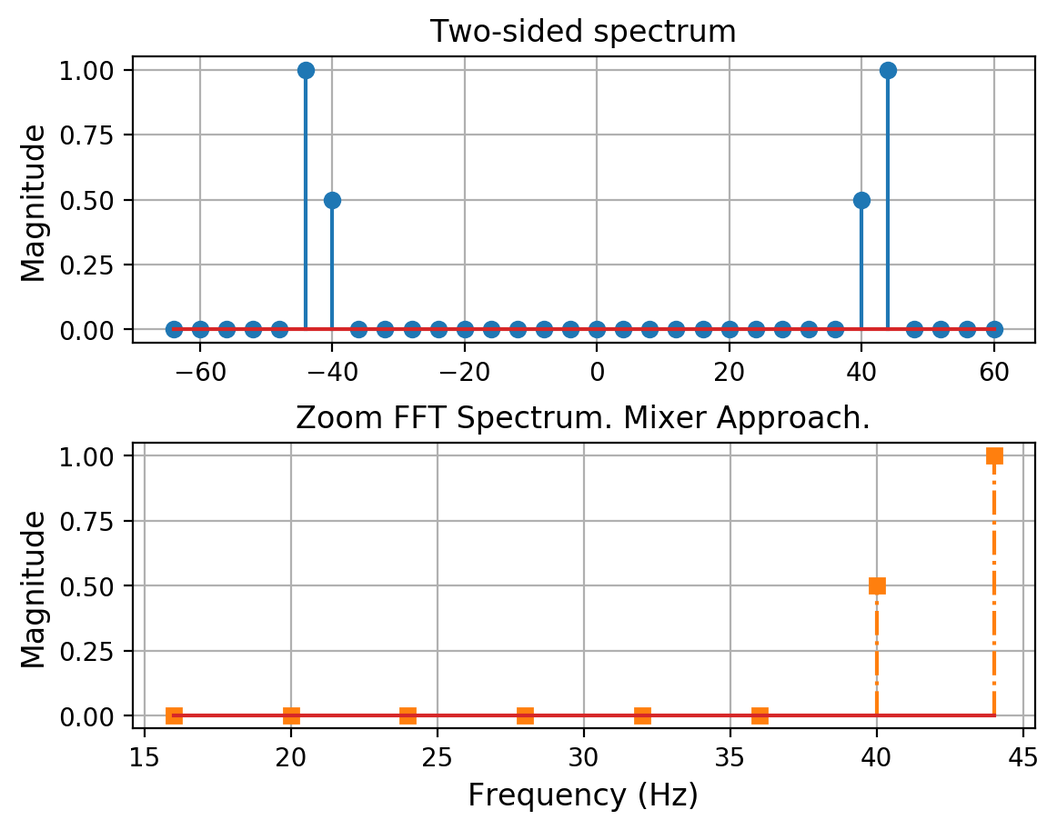 Two-sided spectrum
1.00
0.75
0.50
0.25
0.00
Magnitude
−60 −40 −20 0 20 40 60
Zoom FFT Spectrum. Mixer Approach.
1.00
0.75
0.50
0.25
0.00
Magnitude
15 20 25 30 35 40 45
Frequency (Hz)